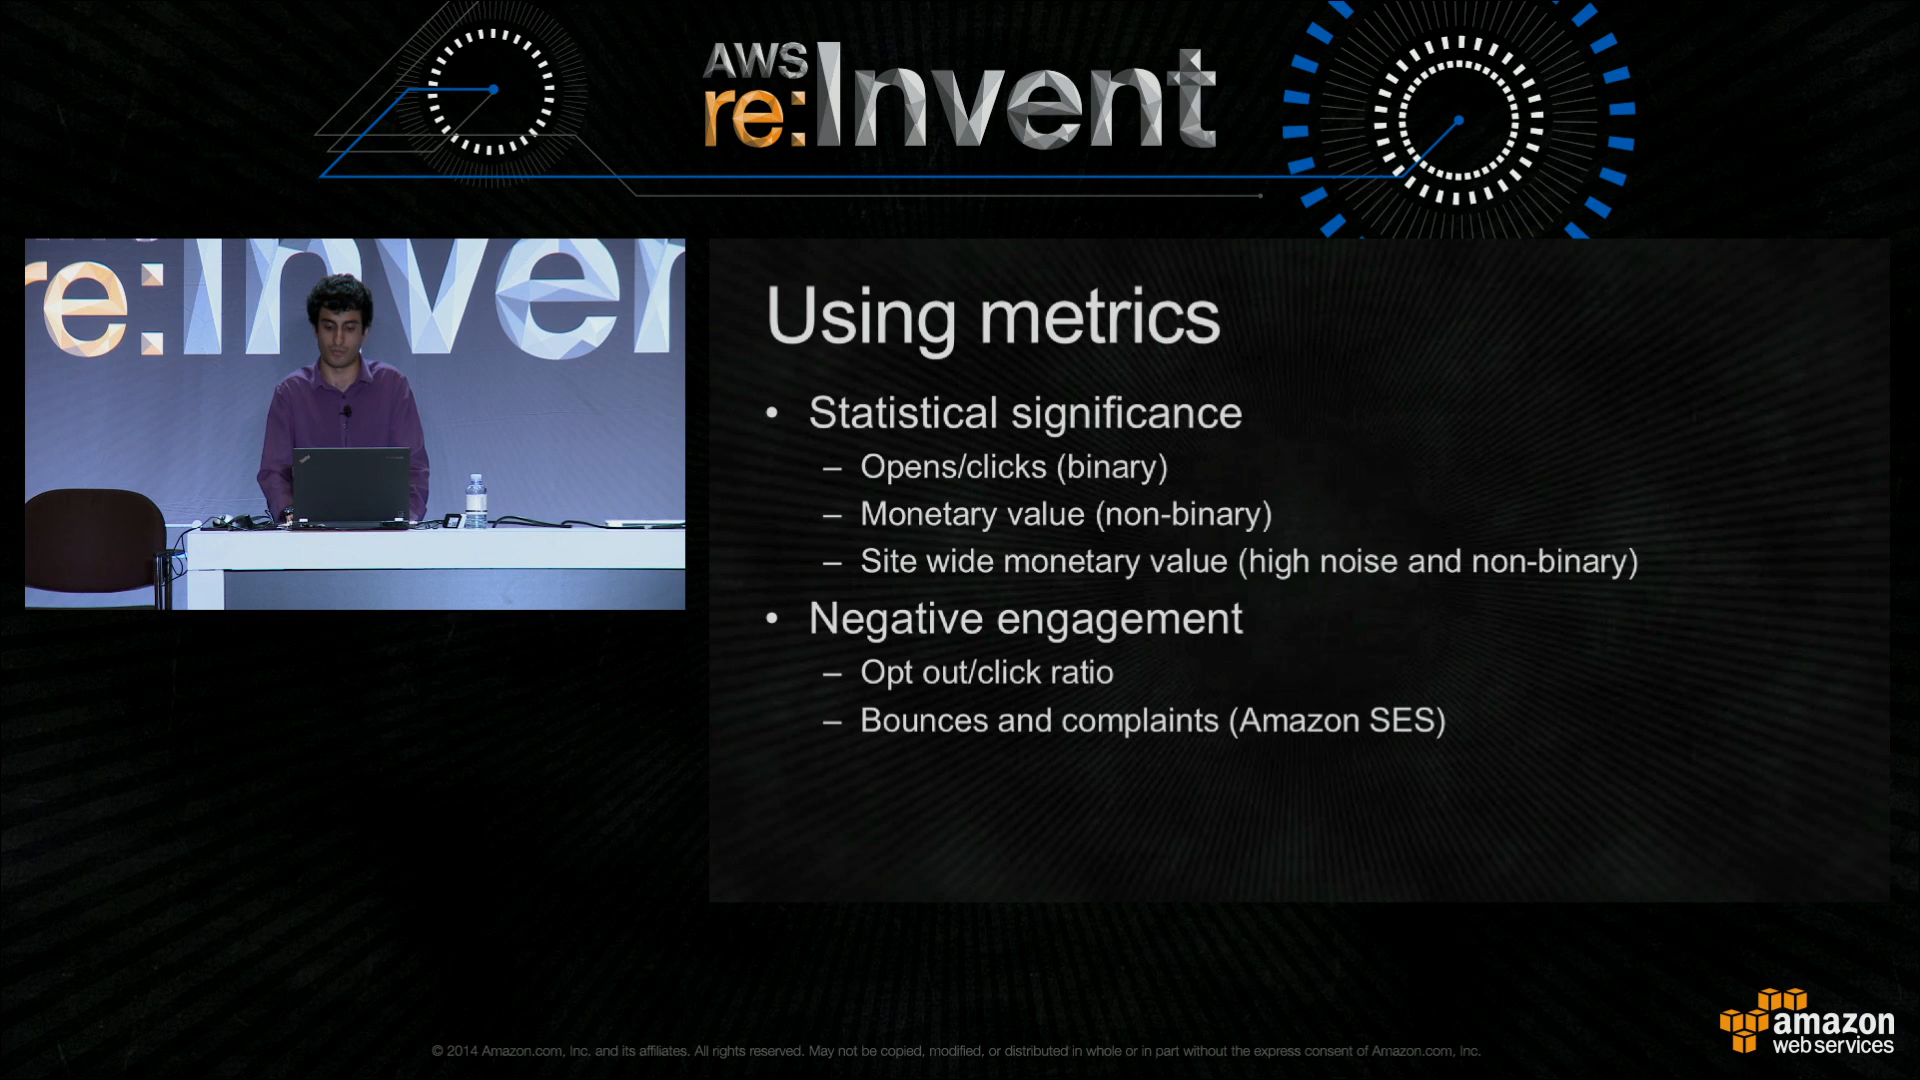 AWS
re:Invent
re:Inven
Using metrics
• Statistical significance
– Opens/clicks (binary)
– Monetary value (non-binary)
– Site wide monetary value (high noise and non-binary)
• Negative engagement
– Opt out/click ratio
– Bounces and complaints (Amazon SES)
© 2014 Amazon.com, Inc. and its affiliates. All rights reserved. May not be copied, modified, or distributed in whole or in part without the express consent of Amazon.com, Inc.
amazon
web services